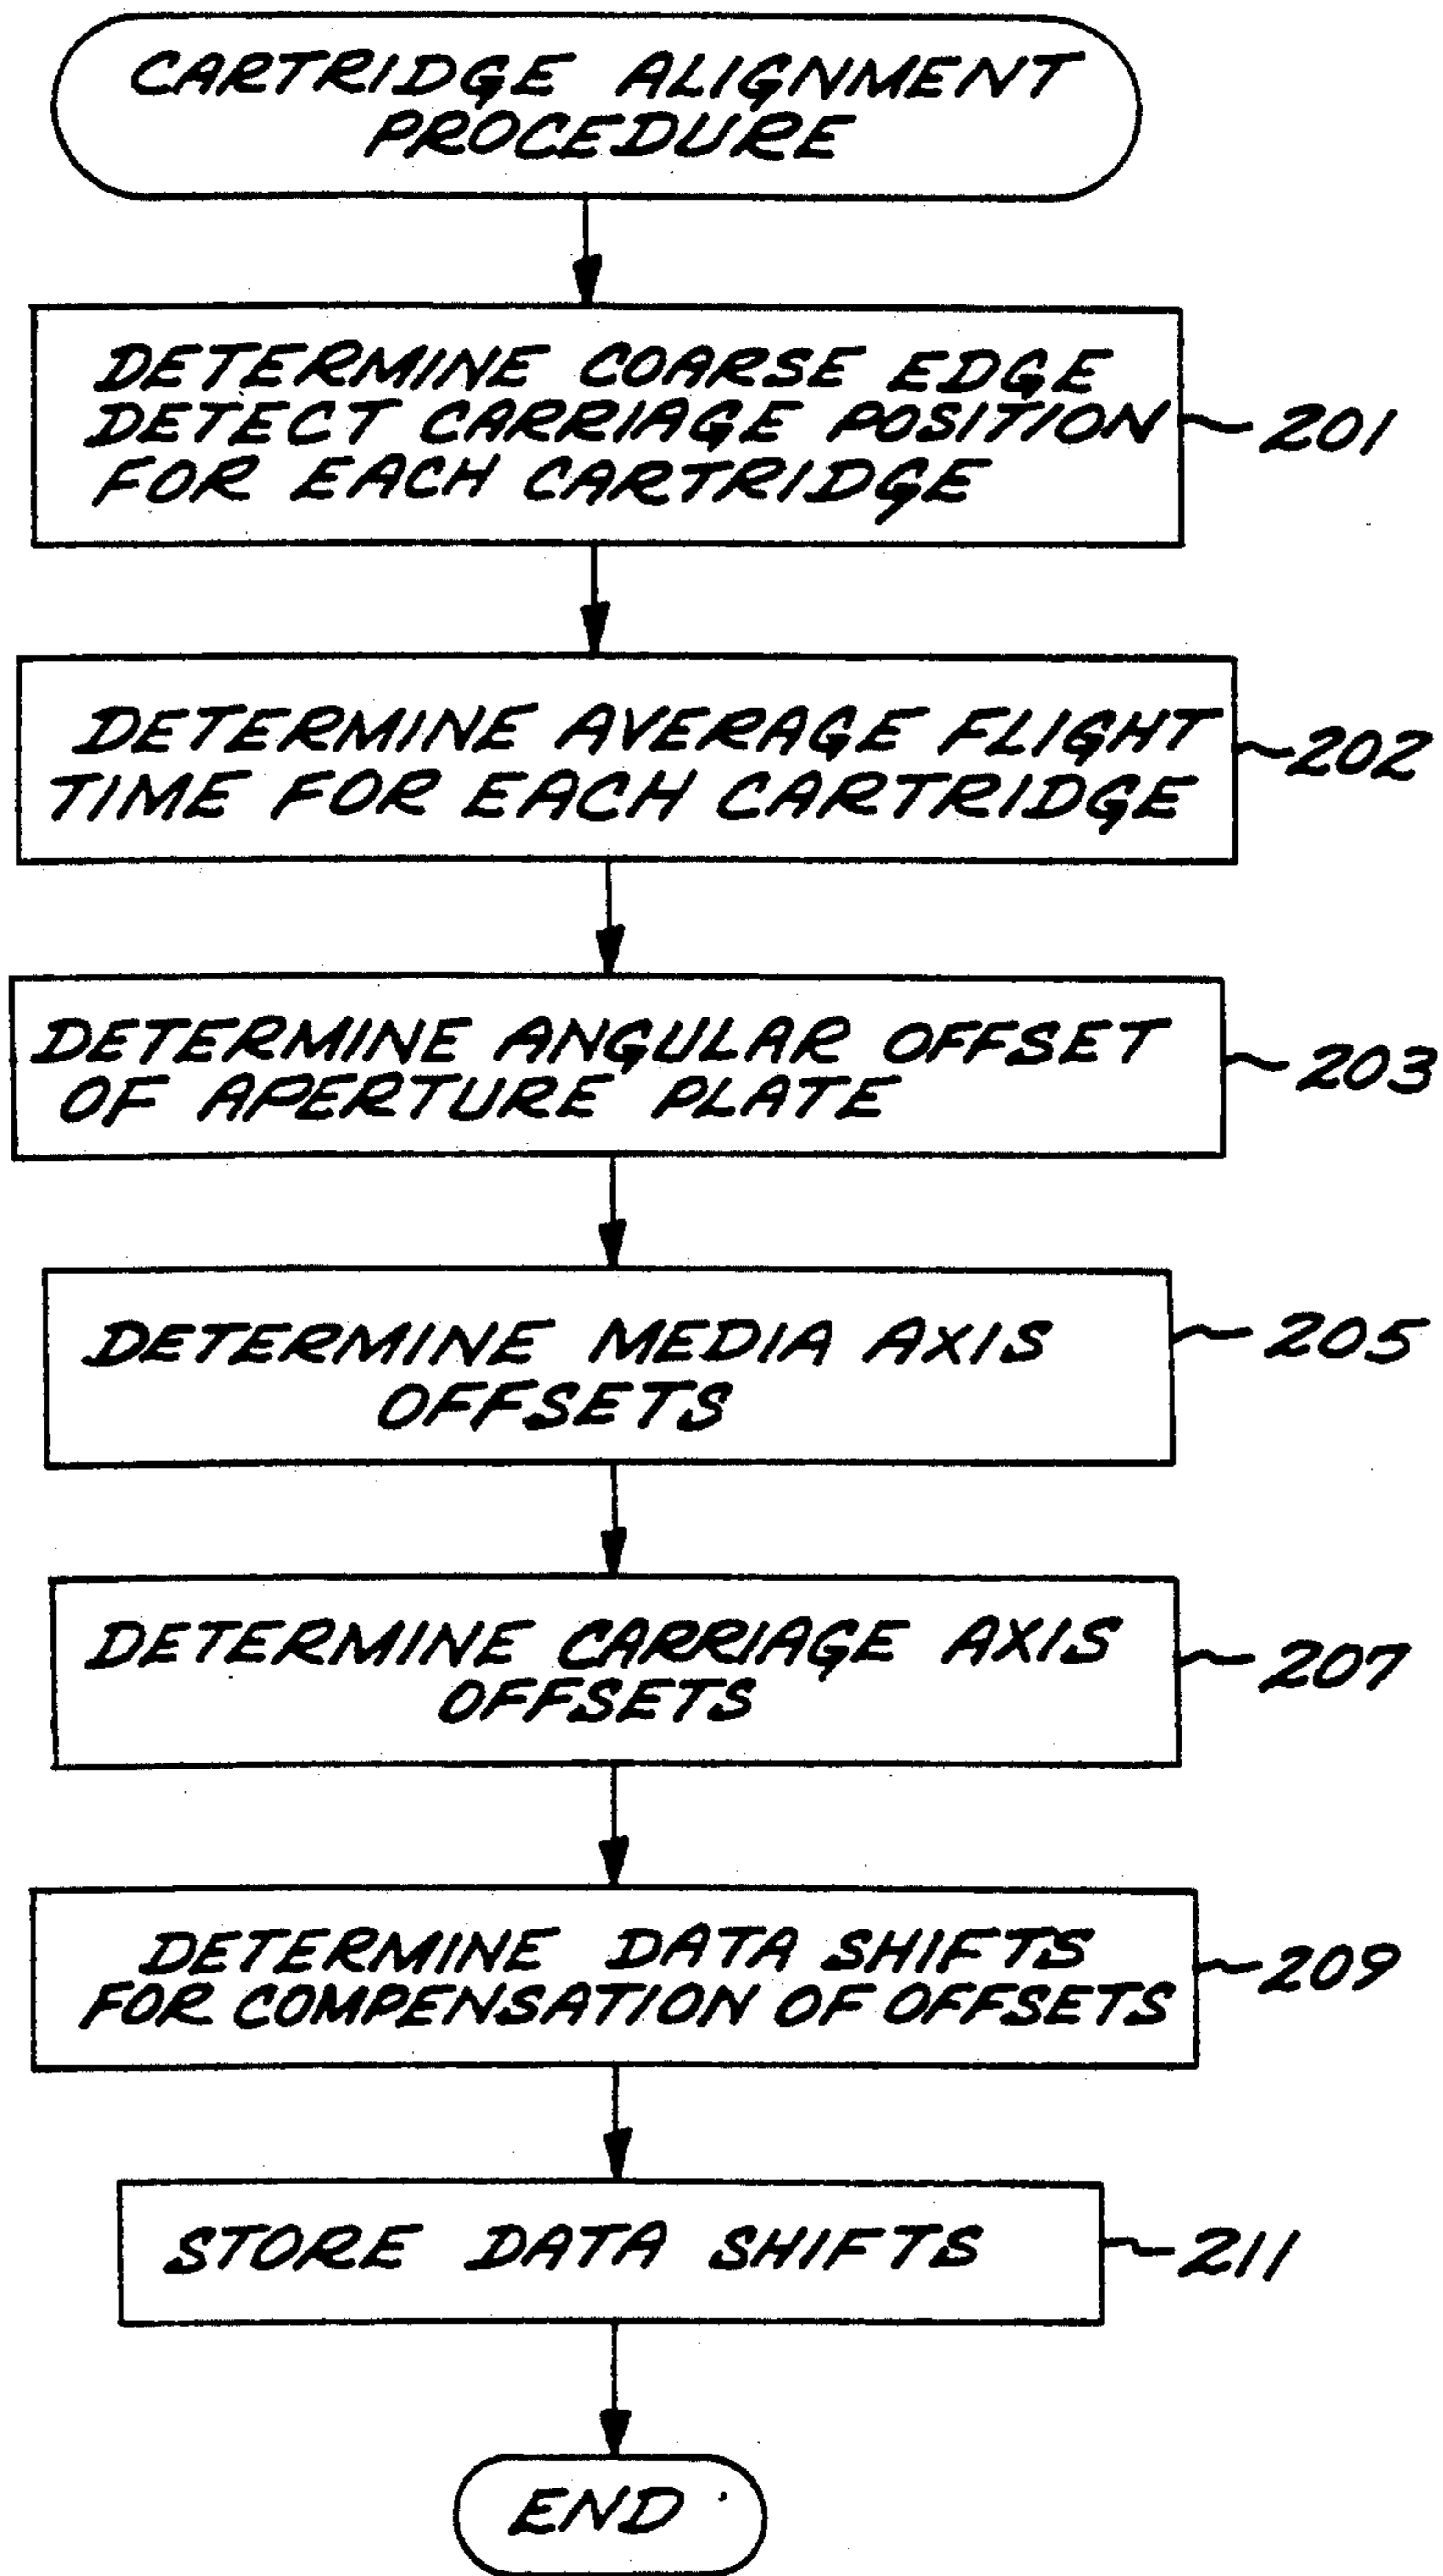 CARTRIDGE ALIGNMENT
PROCEDURE
DETERMINE COARSE EDGE
DETECT CARRIAGE POSITION
FOR EACH CARTRIDGE
201
DETERMINE AVERAGE FLIGHT
TIME FOR EACH CARTRIDGE
202
DETERMINE ANGULAR OFFSET
OF APERTURE PLATE
203
DETERMINE MEDIA AXIS
OFFSETS
205
DETERMINE CARRIAGE AXIS
OFFSETS
207
DETERMINE DATA SHIFTS
FOR COMPENSATION OF OFFSETS
209
STORE DATA SHIFTS
211
END